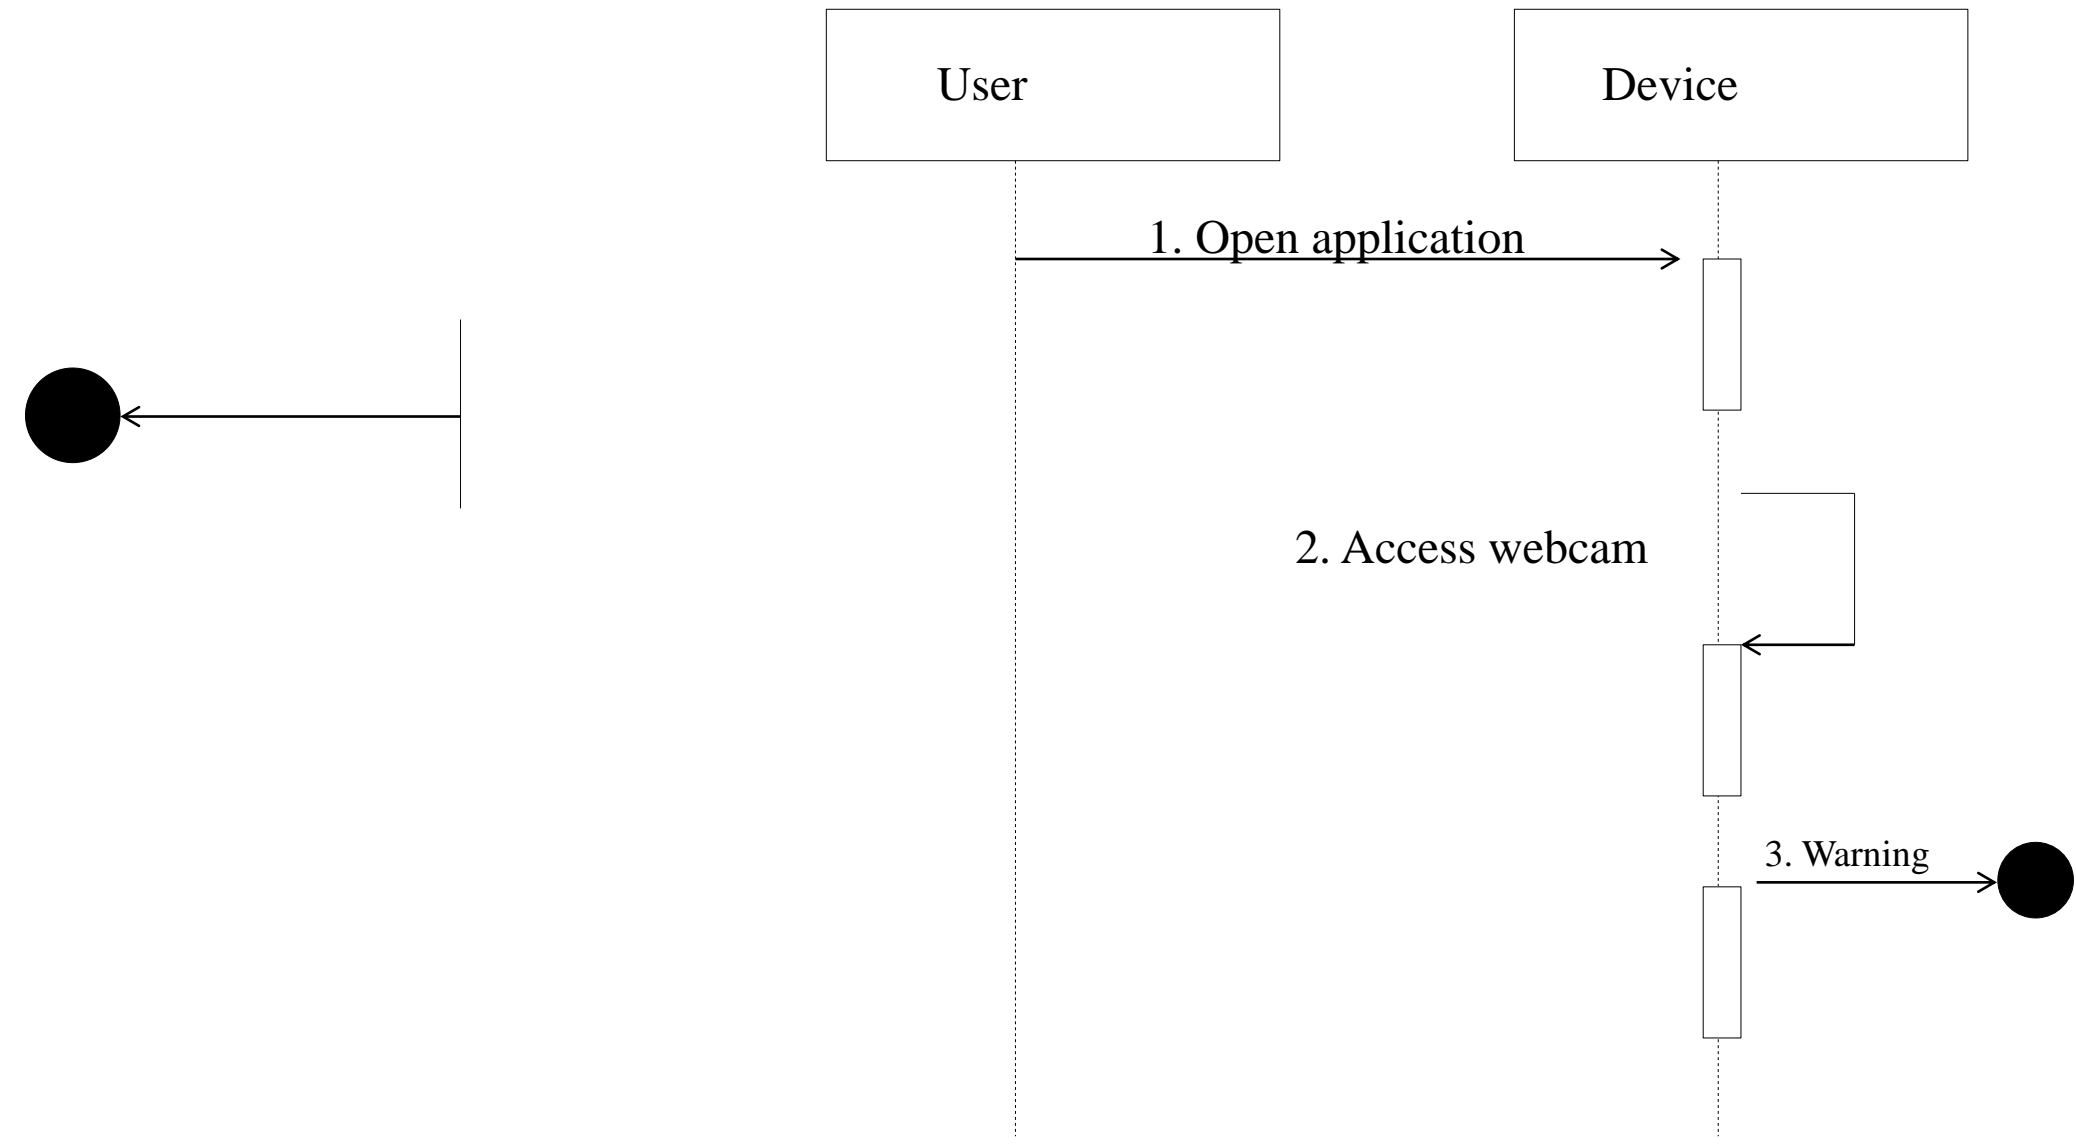 User
Device
1. Open application
2. Access webcam
3. Warning